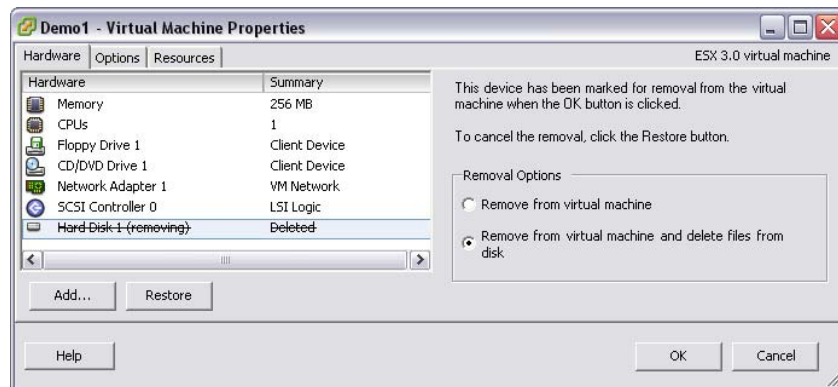 Demo1 - Virtual Machine Properties
Hardware Options Resources
ESX 3.0 virtual machine
Hardware Summary
Memory 256 MB
CPUs 1
Floppy Drive 1 Client Device
CD/DVD Drive 1 Client Device
Network Adapter 1 VM Network
SCSI Controller 0 LSI Logic
Hard Disk 1 (removing) Deleted
Add...
Restore
This device has been marked for removal from the virtual
machine when the OK button is clicked.
To cancel the removal, click the Restore button.
Removal Options
Remove from virtual machine
Remove from virtual machine and delete files from
disk
Help
OK
Cancel